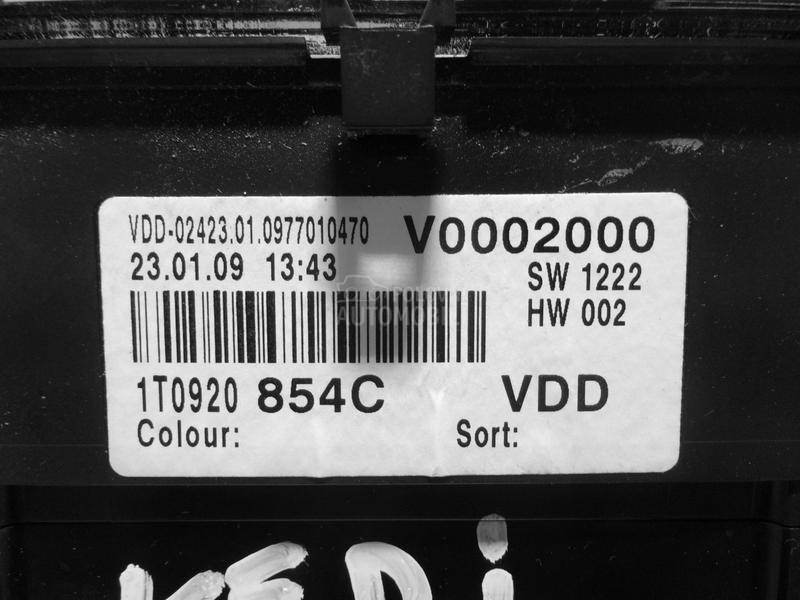 VDD-02423.01.0977010470 V0002000
23.01.09 13:43 SW 1222
HW 002
AUTOMOBILI
1T0920 854C VDD
Colour: Sort: